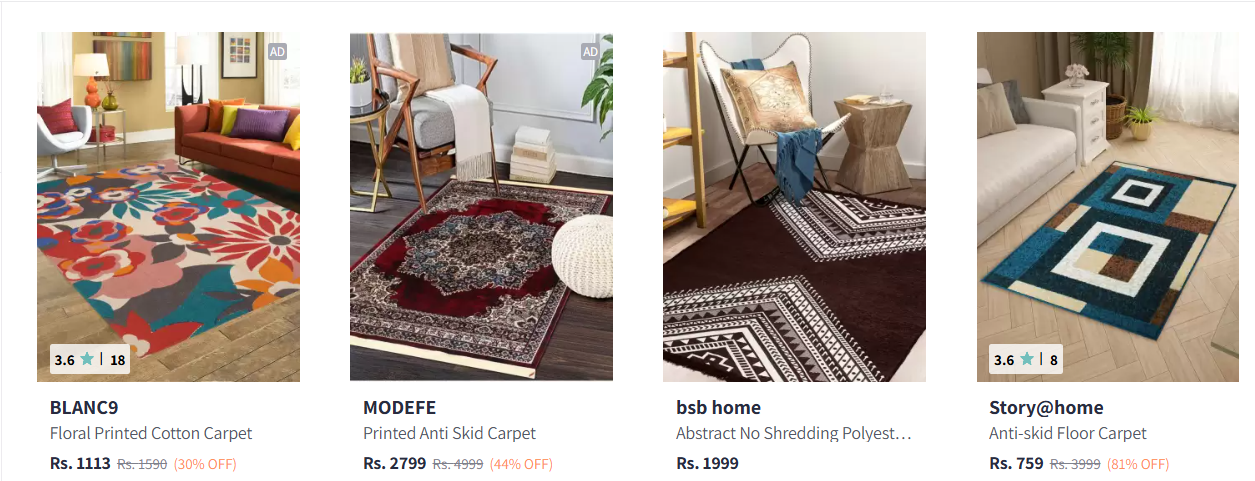 AD
AD
3.6 ★ | 18
3.6 ★ | 8
BLANC9
Floral Printed Cotton Carpet
Rs. 1113 Rs. 1590 (30% OFF)
MODEFE
Printed Anti Skid Carpet
Rs. 2799 Rs. 4999 (44% OFF)
bsb home
Abstract No Shredding Polyest...
Rs. 1999
Story@home
Anti-skid Floor Carpet
Rs. 759 Rs. 3999 (81% OFF)